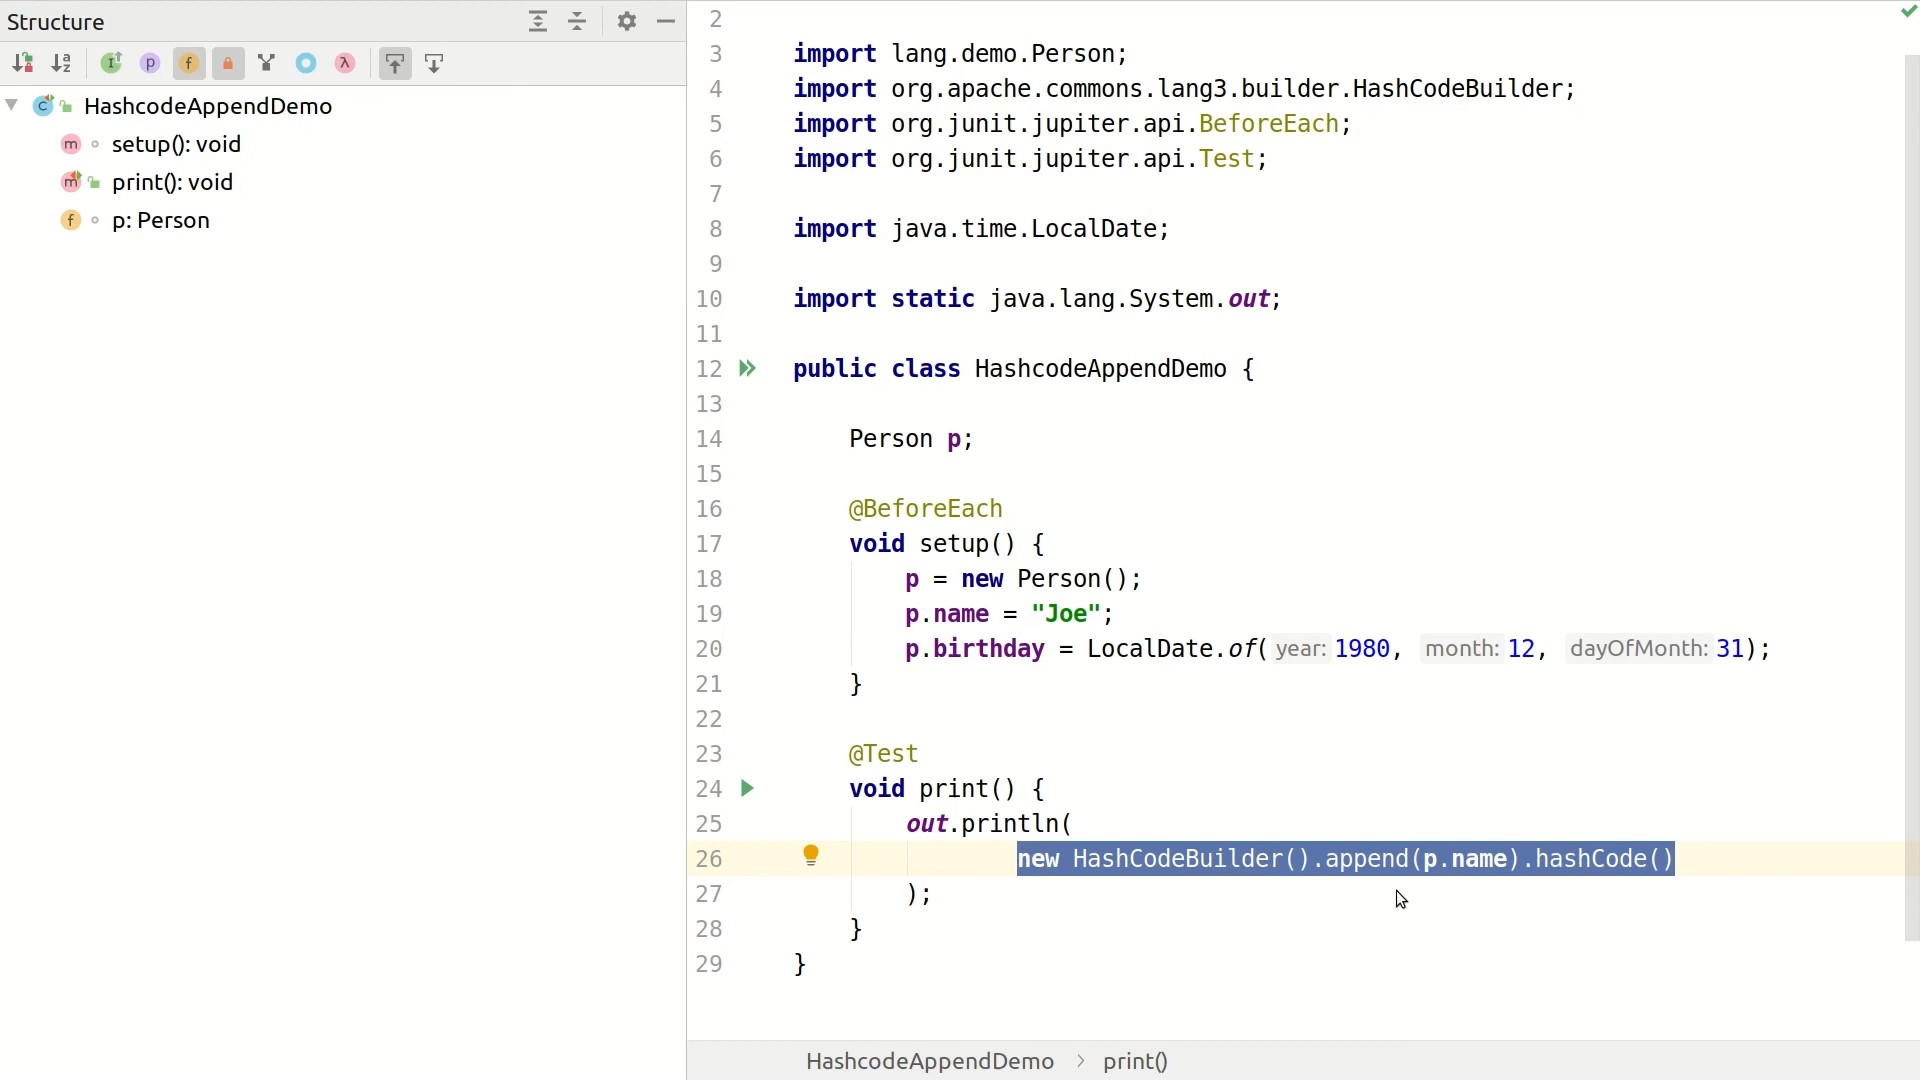 Structure
HashcodeAppendDemo
setup(): void
print(): void
p: Person
2
3 import lang.demo.Person;
4 import org.apache.commons.lang3.builder.HashCodeBuilder;
5 import org.junit.jupiter.api.BeforeEach;
6 import org.junit.jupiter.api.Test;
7
8 import java.time.LocalDate;
9
10 import static java.lang.System.out;
11
12 public class HashcodeAppendDemo {
13
14 Person p;
15
16 @BeforeEach
17 void setup() {
18 p = new Person();
19 p.name = "Joe";
20 p.birthday = LocalDate.of( year: 1980, month: 12, dayOfMonth: 31);
21 }
22
23 @Test
24 void print() {
25 out.println(
26 new HashCodeBuilder().append(p.name).hashCode()
27 );
28 }
29 }
HashcodeAppendDemo > print()